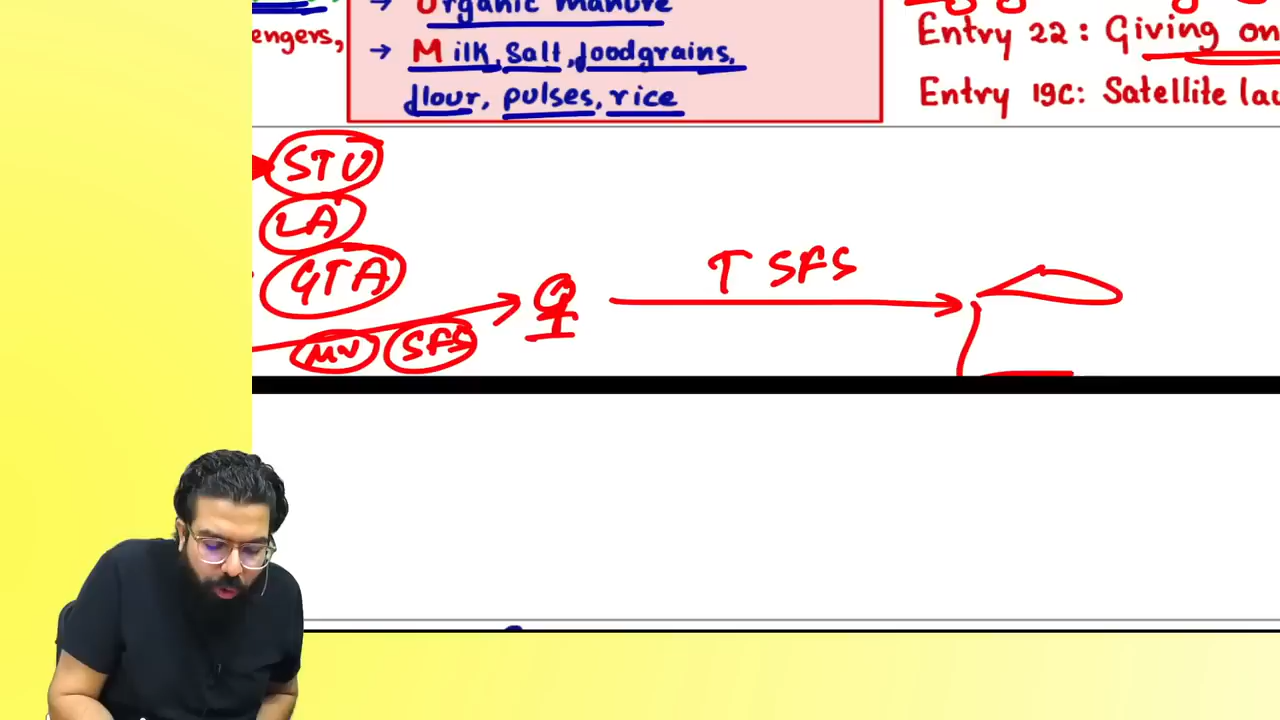 engers,
→ Organic manure
→ Milk, Salt, foodgrains,
flour, pulses, rice
Entry 22: Giving on
Entry 19C: Satellite lau
STU
LA
GTA
MV SFS
T SFS